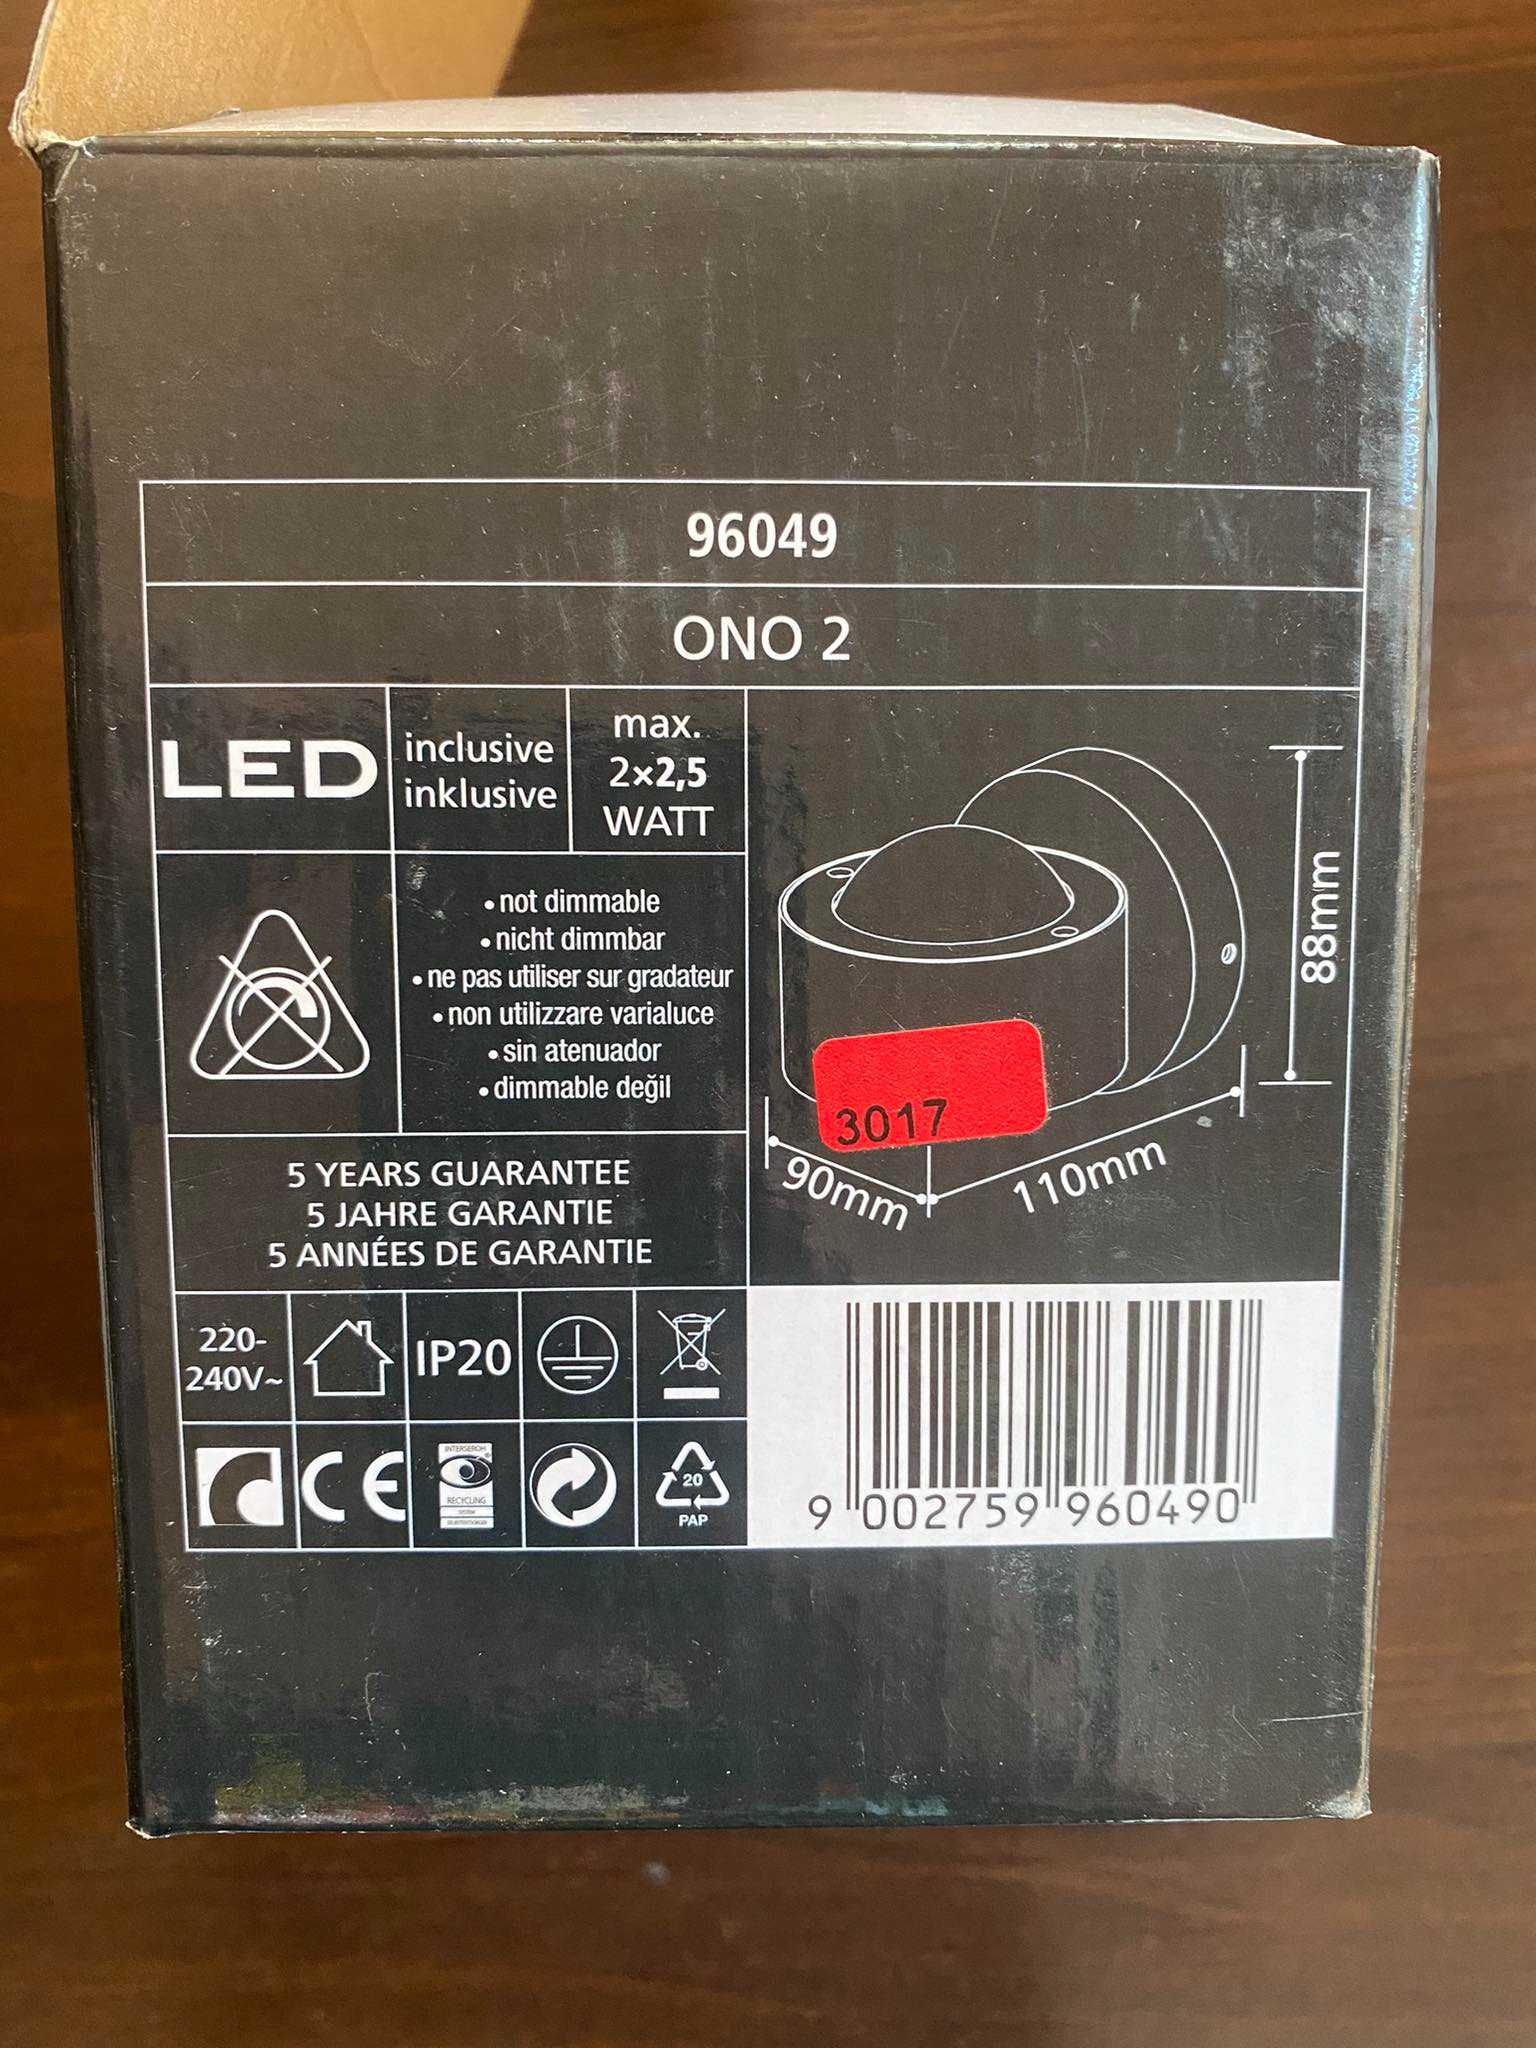 96049
ONO 2
LED
inclusive
inklusive
max.
2×2,5
WATT
• not dimmable
• nicht dimmbar
• ne pas utiliser sur gradateur
• non utilizzare varialuce
• sin atenuador
• dimmable değil
88mm
3017
90mm
110mm
5 YEARS GUARANTEE
5 JAHRE GARANTIE
5 ANNÉES DE GARANTIE
220-
240V~
IP20
CE
INTERSEROH
RECYCLING
20
PAP
9 002759 960490